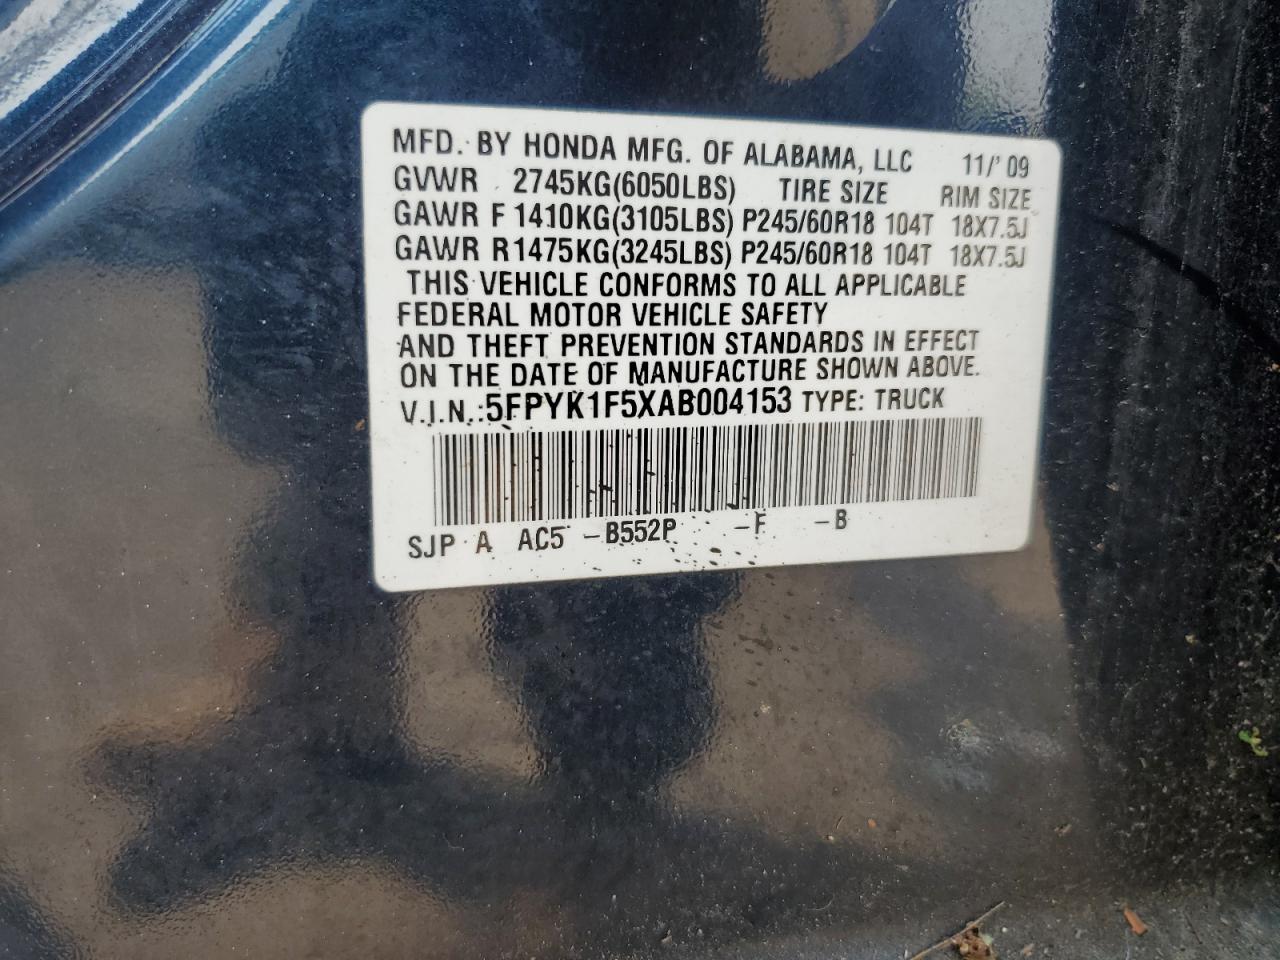 MFD. BY HONDA MFG. OF ALABAMA, LLC 11/'09
GVWR 2745KG(6050LBS) TIRE SIZE RIM SIZE
GAWR F 1410KG(3105LBS) P245/60R18 104T 18X7.5J
GAWR R1475KG(3245LBS) P245/60R18 104T 18X7.5J
THIS VEHICLE CONFORMS TO ALL APPLICABLE
FEDERAL MOTOR VEHICLE SAFETY
AND THEFT PREVENTION STANDARDS IN EFFECT
ON THE DATE OF MANUFACTURE SHOWN ABOVE.
V.I.N.:5FPYK1F5XAB004153 TYPE: TRUCK
SJP A AC5 -B552P -F -B